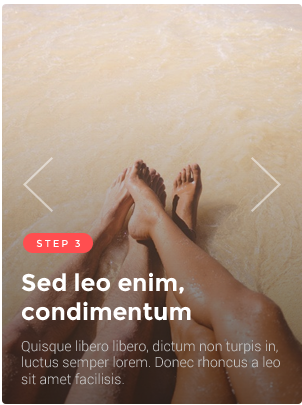 STEP 3
Sed leo enim,
condimentum
Quisque libero libero, dictum non turpis in,
luctus semper lorem. Donec rhoncus a leo
sit amet facilisis.